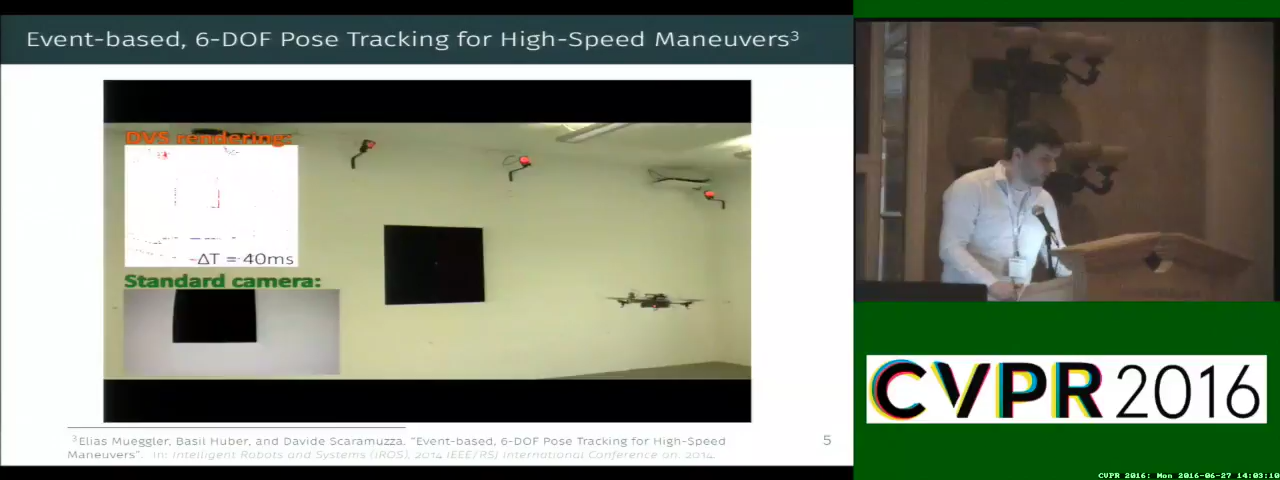 Event-based, 6-DOF Pose Tracking for High-Speed Maneuvers³
DVS rendering:
ΔT = 40ms
Standard camera:
³Elias Mueggler, Basil Huber, and Davide Scaramuzza. "Event-based, 6-DOF Pose Tracking for High-Speed
Maneuvers". In: Intelligent Robots and Systems (IROS), 2014 IEEE/RSJ International Conference on. 2014.
5
CVPR 2016
CVPR 2016: Mon 2016-06-27 14:03:10